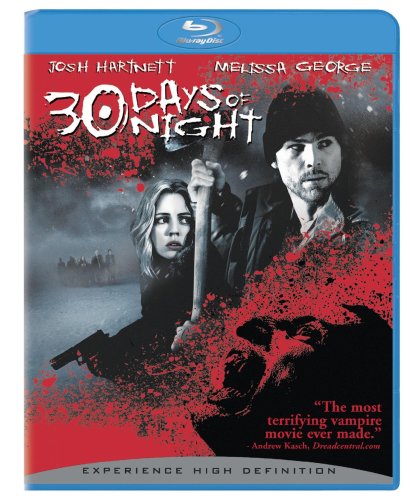 Blu-ray Disc
JOSH HARTNETT MELISSA GEORGE
30 DAYS OF
NIGHT
"The most
terrifying vampire
movie ever made."
- Andrew Kasch, Dreadcentral.com.
EXPERIENCE HIGH DEFINITION